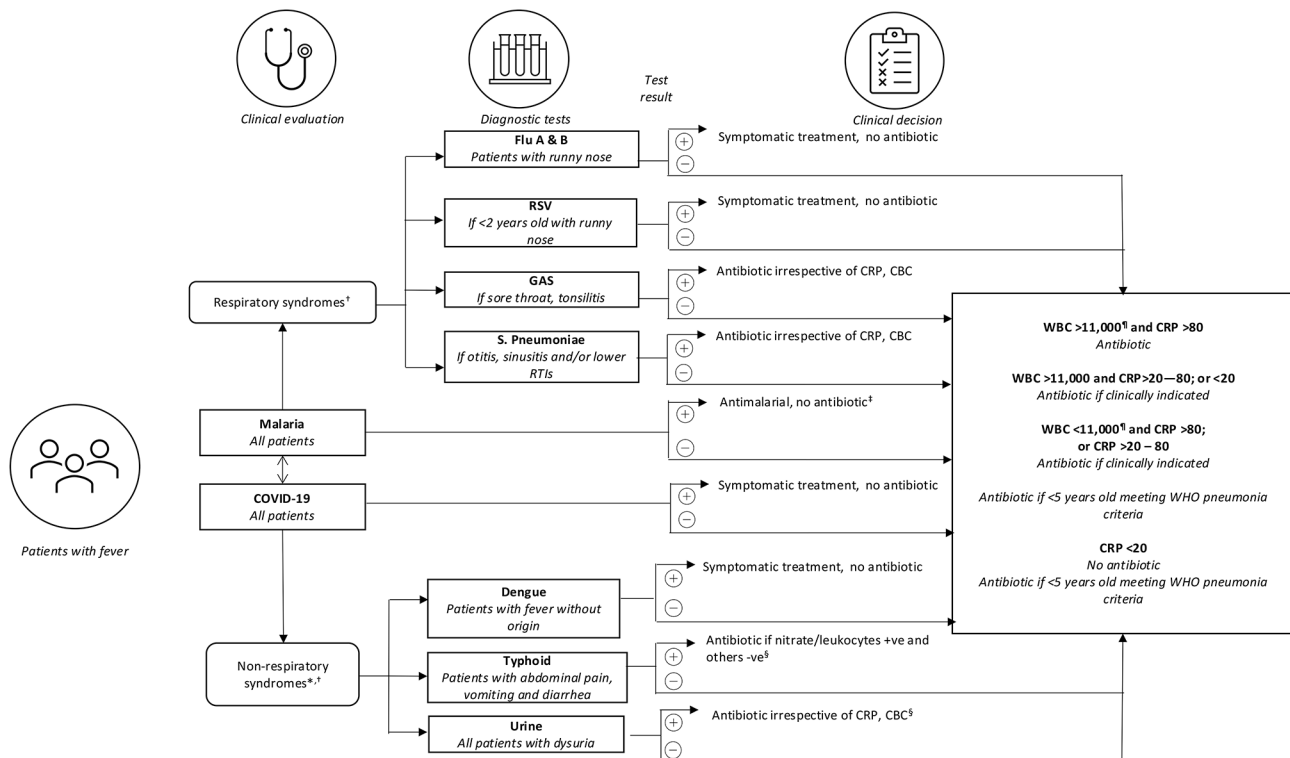 Clinical evaluation
Diagnostic tests
Test
result
Clinical decision
Flu A & B
Patients with runny nose
+
−
Symptomatic treatment, no antibiotic
RSV
If <2 years old with runny
nose
+
−
Symptomatic treatment, no antibiotic
Respiratory syndromes†
GAS
If sore throat, tonsilitis
+
−
Antibiotic irrespective of CRP, CBC
S. Pneumoniae
If otitis, sinusitis and/or lower
RTIs
+
−
Antibiotic irrespective of CRP, CBC
Patients with fever
Malaria
All patients
+
−
Antimalarial, no antibiotic‡
COVID-19
All patients
+
−
Symptomatic treatment, no antibiotic
Non-respiratory
syndromes*,†
Dengue
Patients with fever without
origin
+
−
Symptomatic treatment, no antibiotic
Typhoid
Patients with abdominal pain,
vomiting and diarrhea
+
−
Antibiotic if nitrate/leukocytes +ve and
others -ve§
Urine
All patients with dysuria
+
−
Antibiotic irrespective of CRP, CBC§
WBC >11,000¶ and CRP >80
Antibiotic
WBC >11,000 and CRP>20—80; or <20
Antibiotic if clinically indicated
WBC <11,000¶ and CRP >80;
or CRP >20 – 80
Antibiotic if clinically indicated
Antibiotic if <5 years old meeting WHO pneumonia
criteria
CRP <20
No antibiotic
Antibiotic if <5 years old meeting WHO pneumonia
criteria